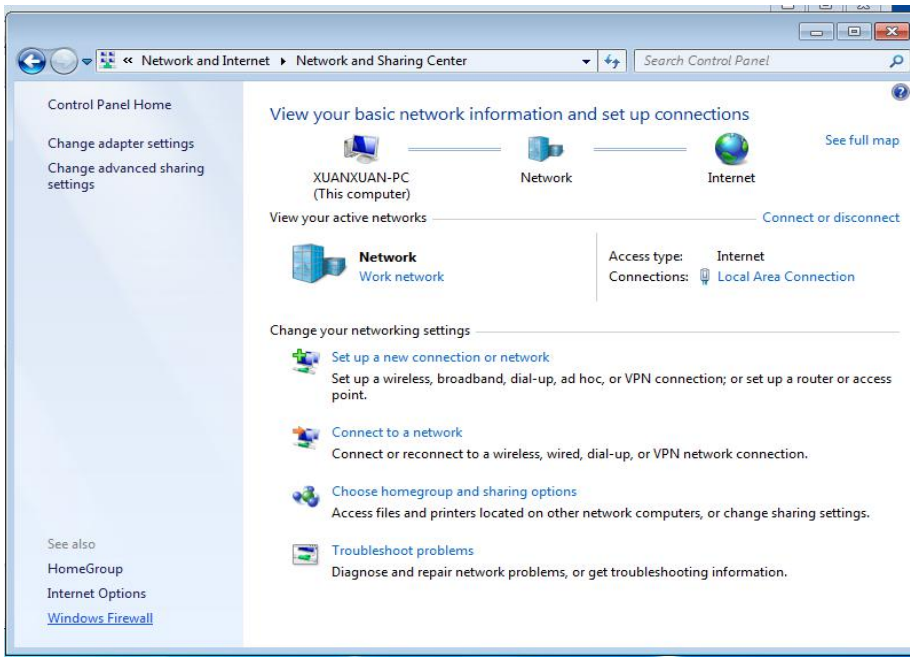 « Network and Internet ▸ Network and Sharing Center
Search Control Panel
Control Panel Home
Change adapter settings
Change advanced sharing
settings
See also
HomeGroup
Internet Options
Windows Firewall
View your basic network information and set up connections
See full map
XUANXUAN-PC
(This computer)
Network
Internet
View your active networks
Connect or disconnect
Network
Work network
Access type: Internet
Connections: Local Area Connection
Change your networking settings
Set up a new connection or network
Set up a wireless, broadband, dial-up, ad hoc, or VPN connection; or set up a router or access
point.
Connect to a network
Connect or reconnect to a wireless, wired, dial-up, or VPN network connection.
Choose homegroup and sharing options
Access files and printers located on other network computers, or change sharing settings.
Troubleshoot problems
Diagnose and repair network problems, or get troubleshooting information.